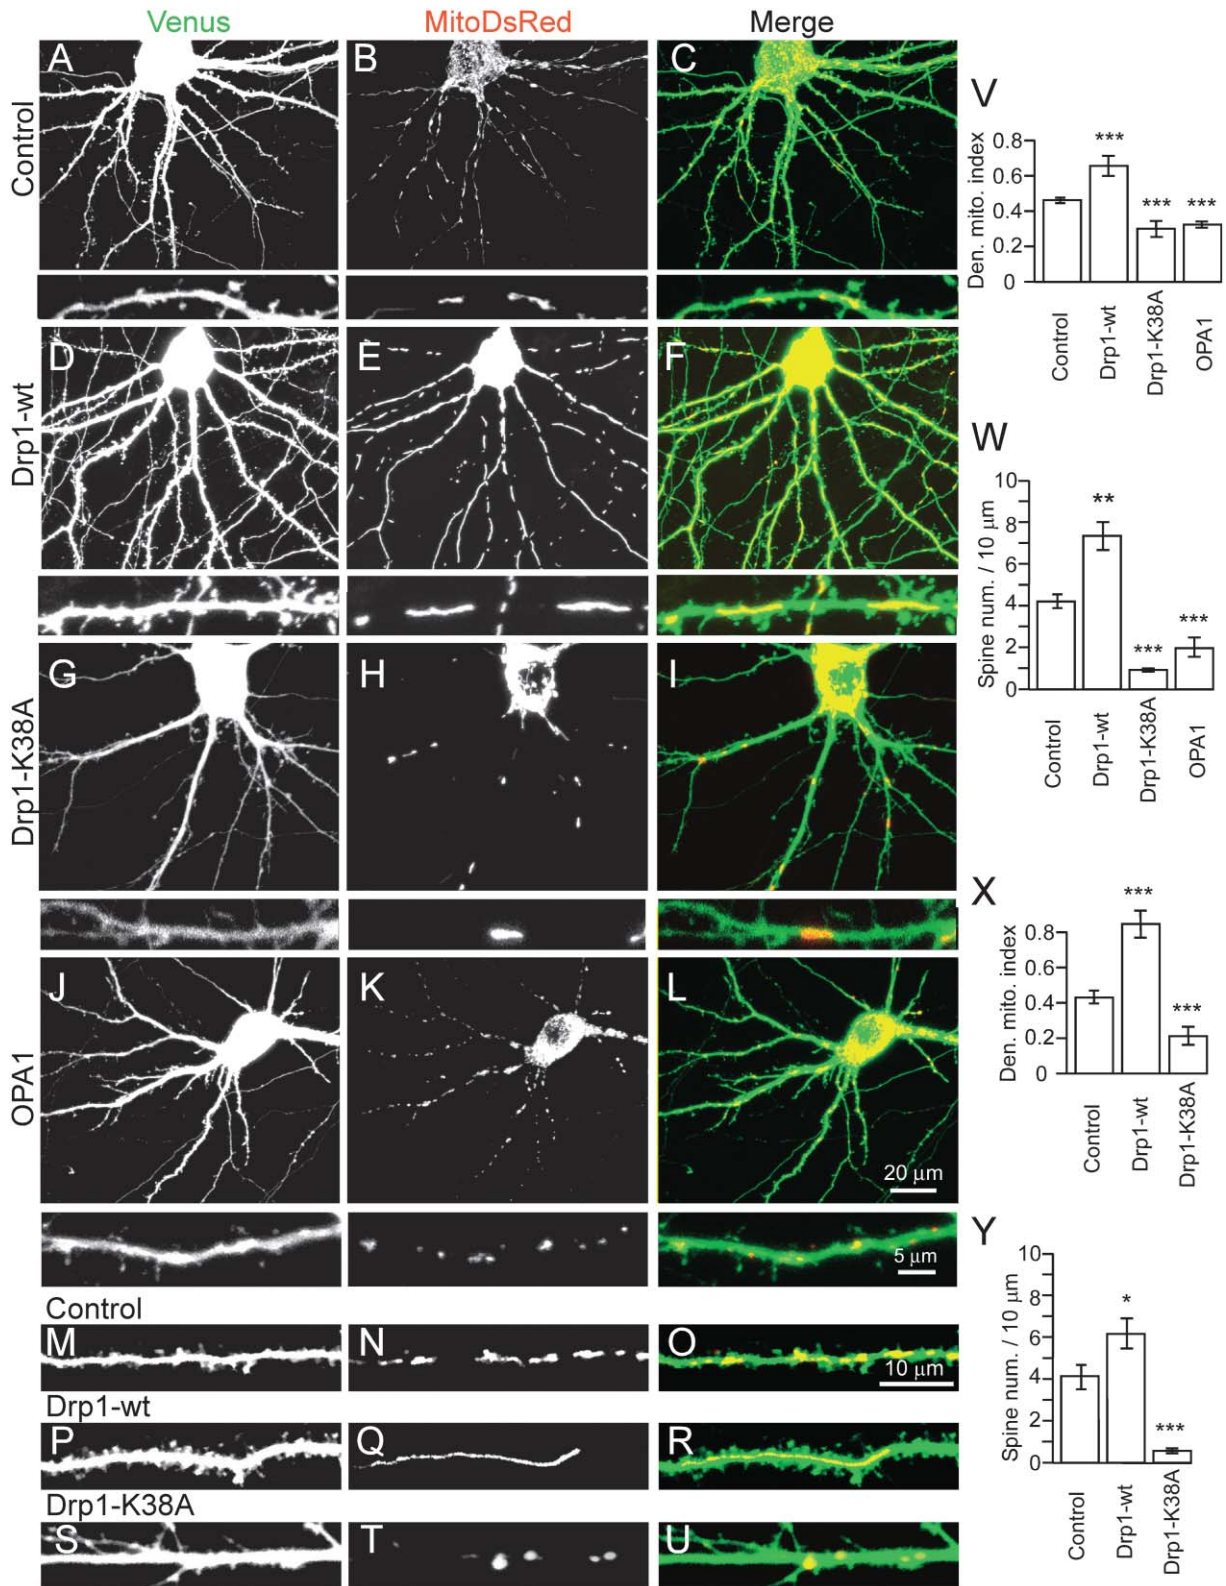 Venus MitoDsRed Merge
Control
A B C
Drp1-wt
D E F
Drp1-K38A
G H I
OPA1
J K L
20 µm
5 µm
Control
M N O
10 µm
Drp1-wt
P Q R
Drp1-K38A
S T U
V
Den. mito. index
0.8
0.6
0.4
0.2
0
***
*** ***
Control Drp1-wt Drp1-K38A OPA1
W
Spine num. / 10 µm
10
8
6
4
2
0
**
***
***
Control Drp1-wt Drp1-K38A OPA1
X
Den. mito. index
0.8
0.6
0.4
0.2
0
***
***
Control Drp1-wt Drp1-K38A
Y
Spine num. / 10 µm
10
8
6
4
2
0
*
***
Control Drp1-wt Drp1-K38A